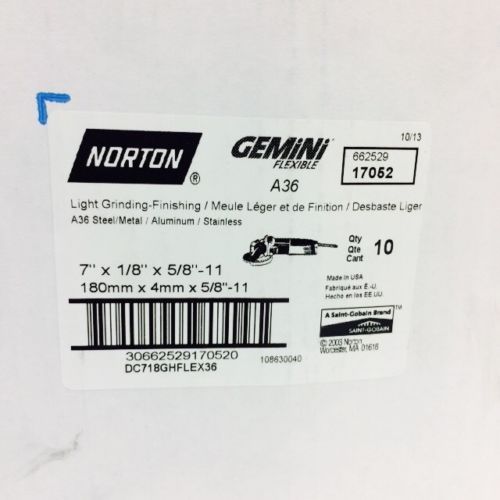 NORTON®
GEMiNi
FLEXIBLE
A36
10/13
662529
17052
Light Grinding-Finishing / Meule Léger et de Finition / Desbaste Liger
A36 Steel/Metal / Aluminum / Stainless
7" x 1/8" x 5/8"-11
180mm x 4mm x 5/8"-11
Qty
Qte
Cant
10
Made in USA
Fabriqué aux É.-U.
Hecho en los EE.UU.
A Saint-Gobain Brand™
SAINT-GOBAIN
© 2003 Norton
Worcester, MA 01616
30662529170520
DC718GHFLEX36
108630040